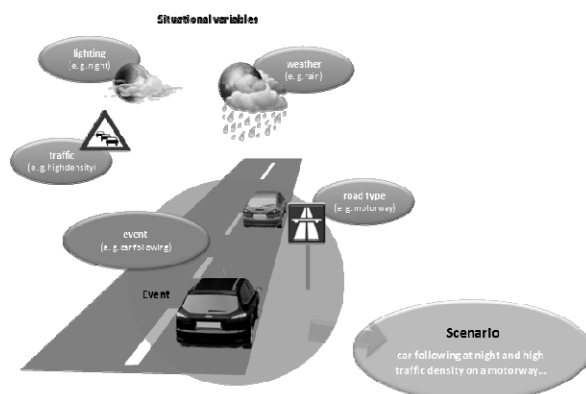 Situational variables
lighting
(e.g. night)
weather
(e.g. rain)
traffic
(e.g. high density)
road type
(e.g. motorway)
event
(e.g. car following)
Event
Scenario
car following at night and high
traffic density on a motorway...